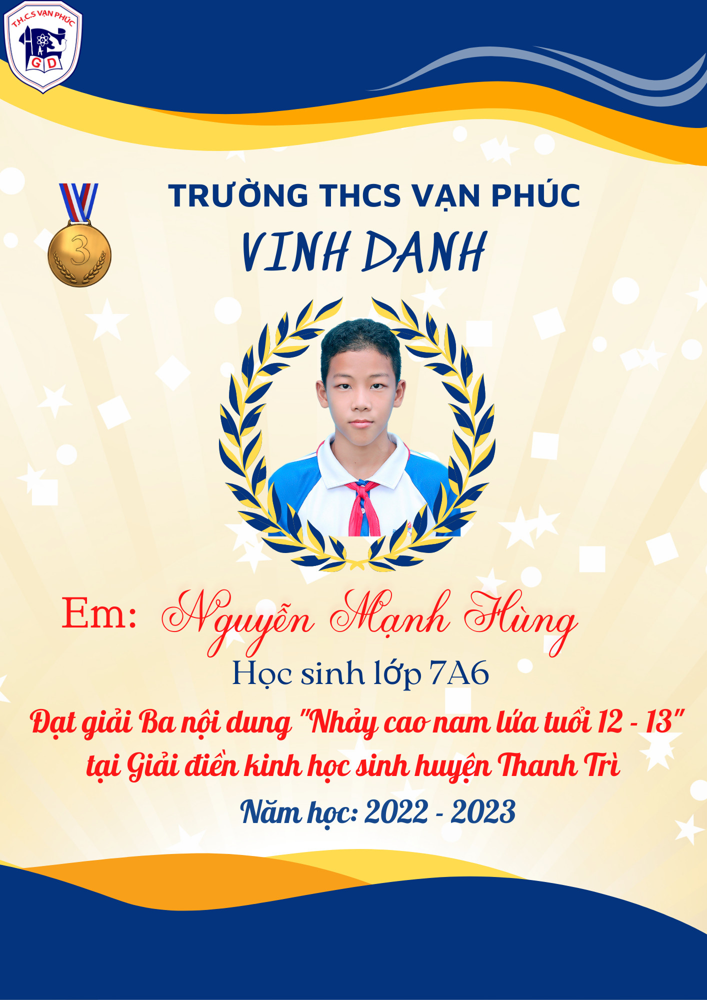 T.H.C.S VẠN PHÚC
GD
TRƯỜNG THCS VẠN PHÚC
VINH DANH
3
Em: Nguyễn Mạnh Hùng
Học sinh lớp 7A6
Đạt giải Ba nội dung "Nhảy cao nam lứa tuổi 12 - 13"
tại Giải điền kinh học sinh huyện Thanh Trì
Năm học: 2022 - 2023